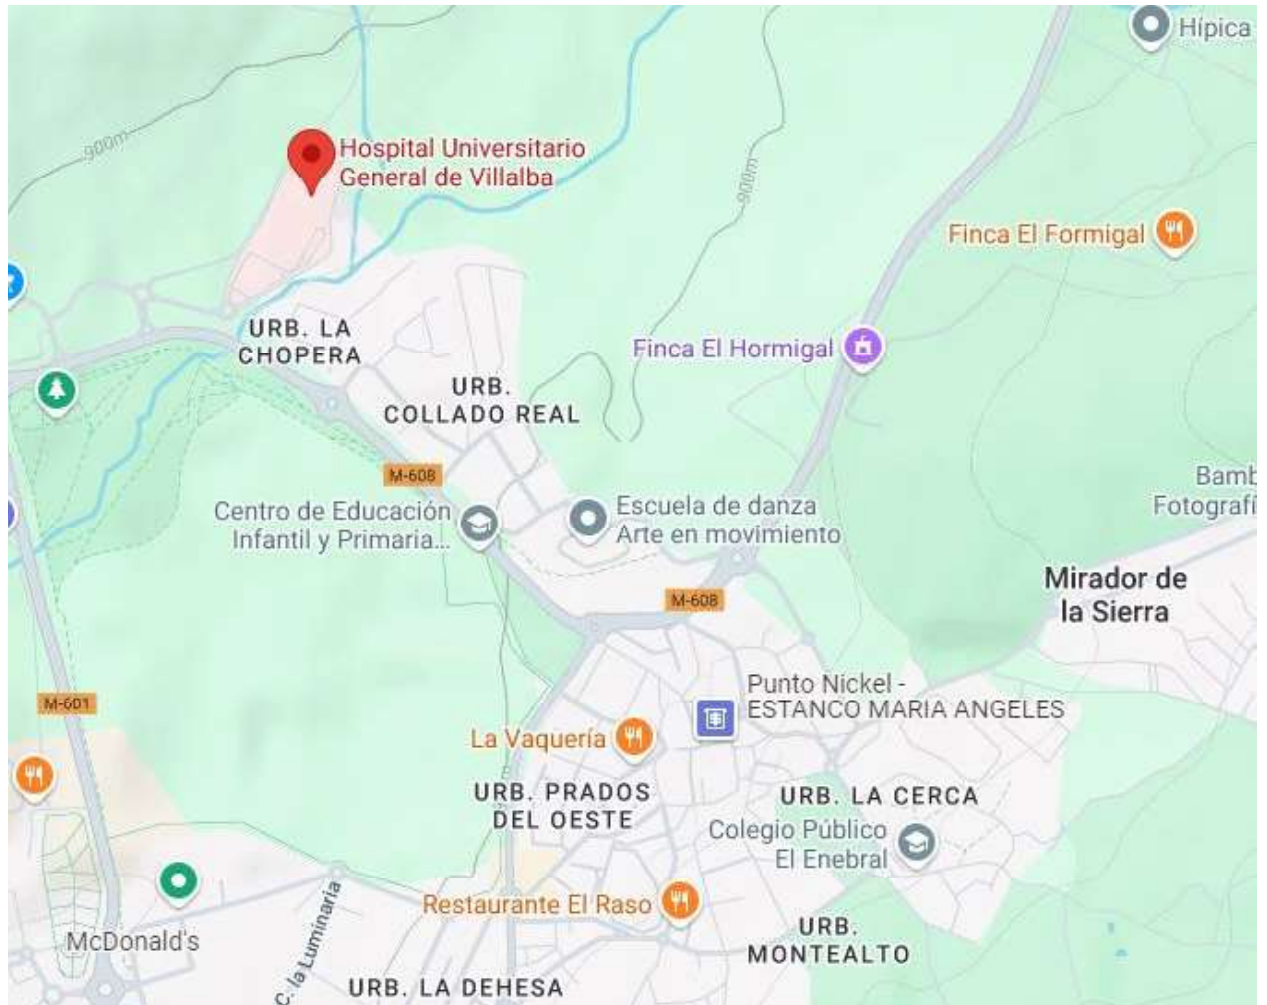 Hípica
900m
Hospital Universitario
General de Villalba
900m
Finca El Formigal
URB. LA
CHOPERA
Finca El Hormigal
URB.
COLLADO REAL
M-608
Bamb
Fotografí
Centro de Educación
Infantil y Primaria...
Escuela de danza
Arte en movimiento
Mirador de
la Sierra
M-608
M-601
Punto Nickel -
ESTANCO MARIA ANGELES
La Vaquería
URB. PRADOS
DEL OESTE
URB. LA CERCA
Colegio Público
El Enebral
Restaurante El Raso
McDonald's
C. la Luminaria
URB.
MONTEALTO
URB. LA DEHESA